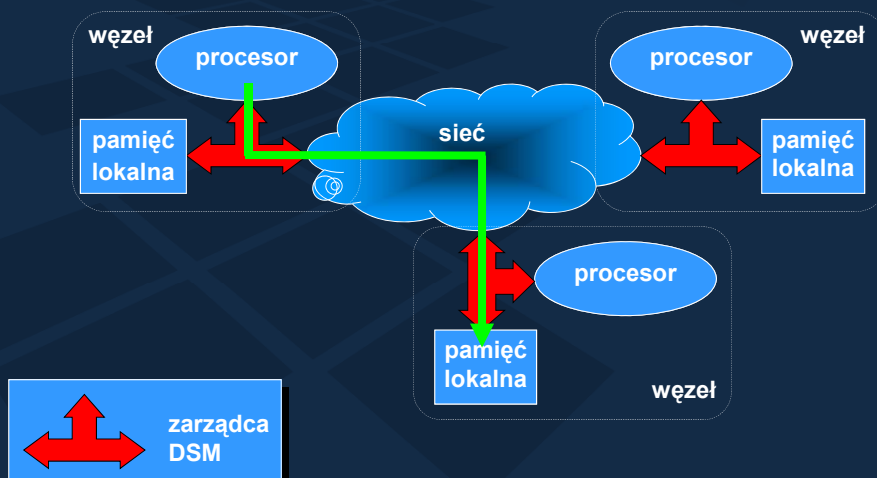 węzeł
procesor
pamięć
lokalna
sieć
procesor
węzeł
pamięć
lokalna
procesor
pamięć
lokalna
węzeł
zarządca
DSM